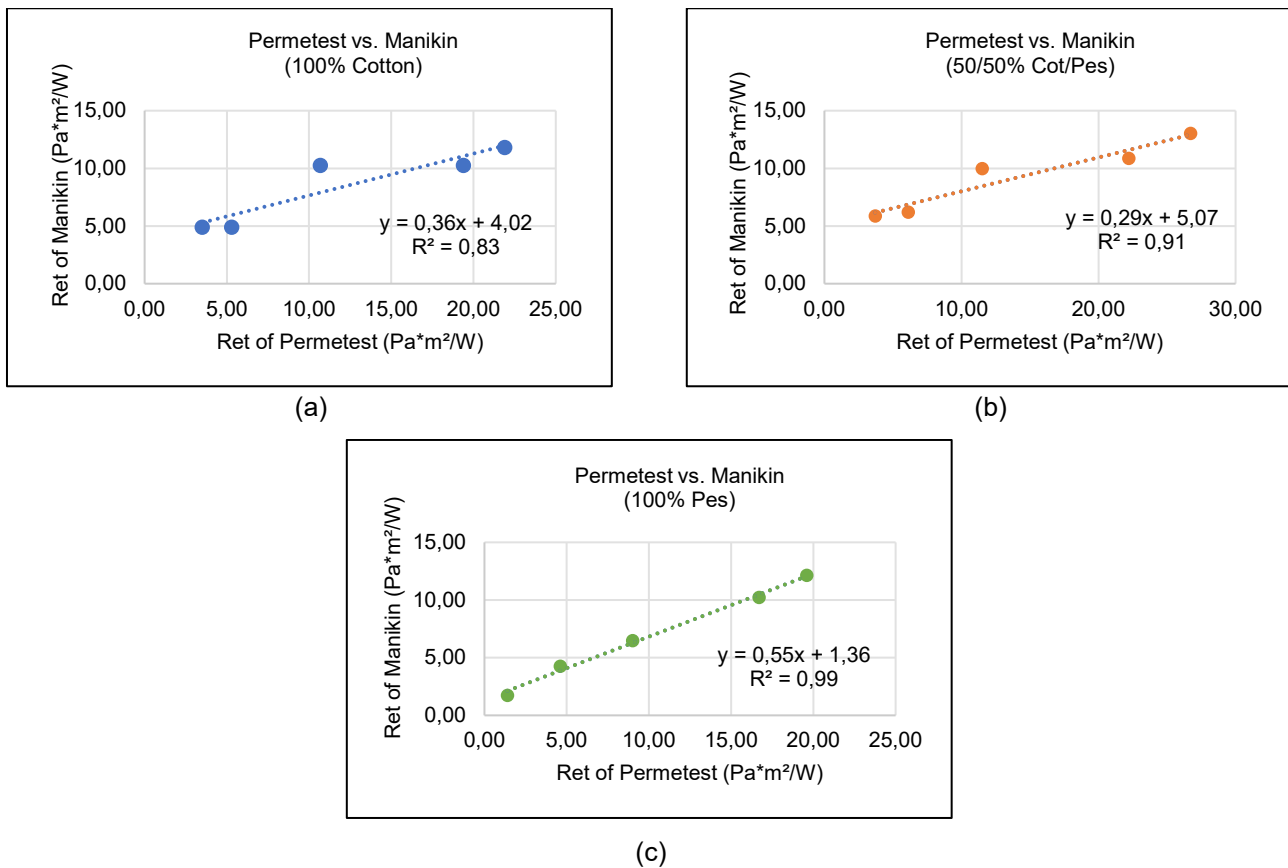 Permetest vs. Manikin
(100% Cotton)
Ret of Manikin (Pa*m²/W)
15,00
10,00
5,00
0,00
y = 0,36x + 4,02
R² = 0,83
0,00 5,00 10,00 15,00 20,00 25,00
Ret of Permetest (Pa*m²/W)
(a)
Permetest vs. Manikin
(50/50% Cot/Pes)
Ret of Manikin (Pa*m²/W)
15,00
10,00
5,00
0,00
y = 0,29x + 5,07
R² = 0,91
0,00 10,00 20,00 30,00
Ret of Permetest (Pa*m²/W)
(b)
Permetest vs. Manikin
(100% Pes)
Ret of Manikin (Pa*m²/W)
15,00
10,00
5,00
0,00
y = 0,55x + 1,36
R² = 0,99
0,00 5,00 10,00 15,00 20,00 25,00
Ret of Permetest (Pa*m²/W)
(c)